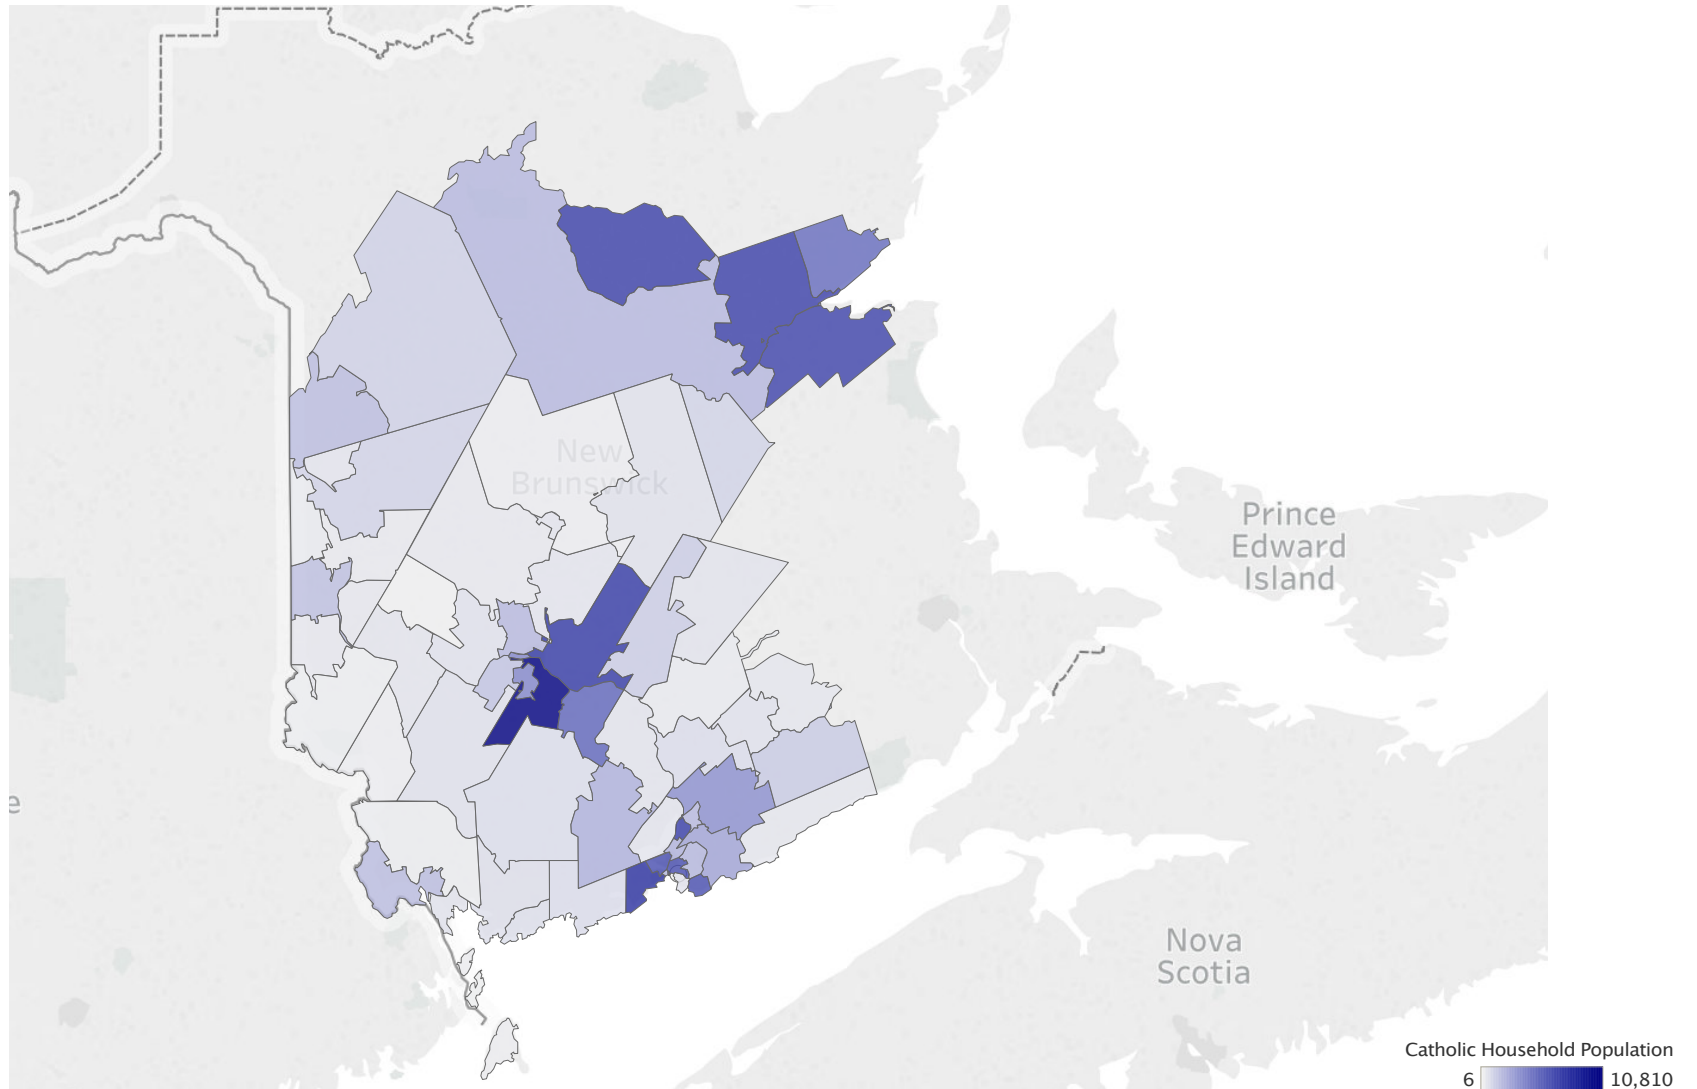 New
Brunswick
Prince
Edward
Island
e
Nova
Scotia
Catholic Household Population
6 10,810